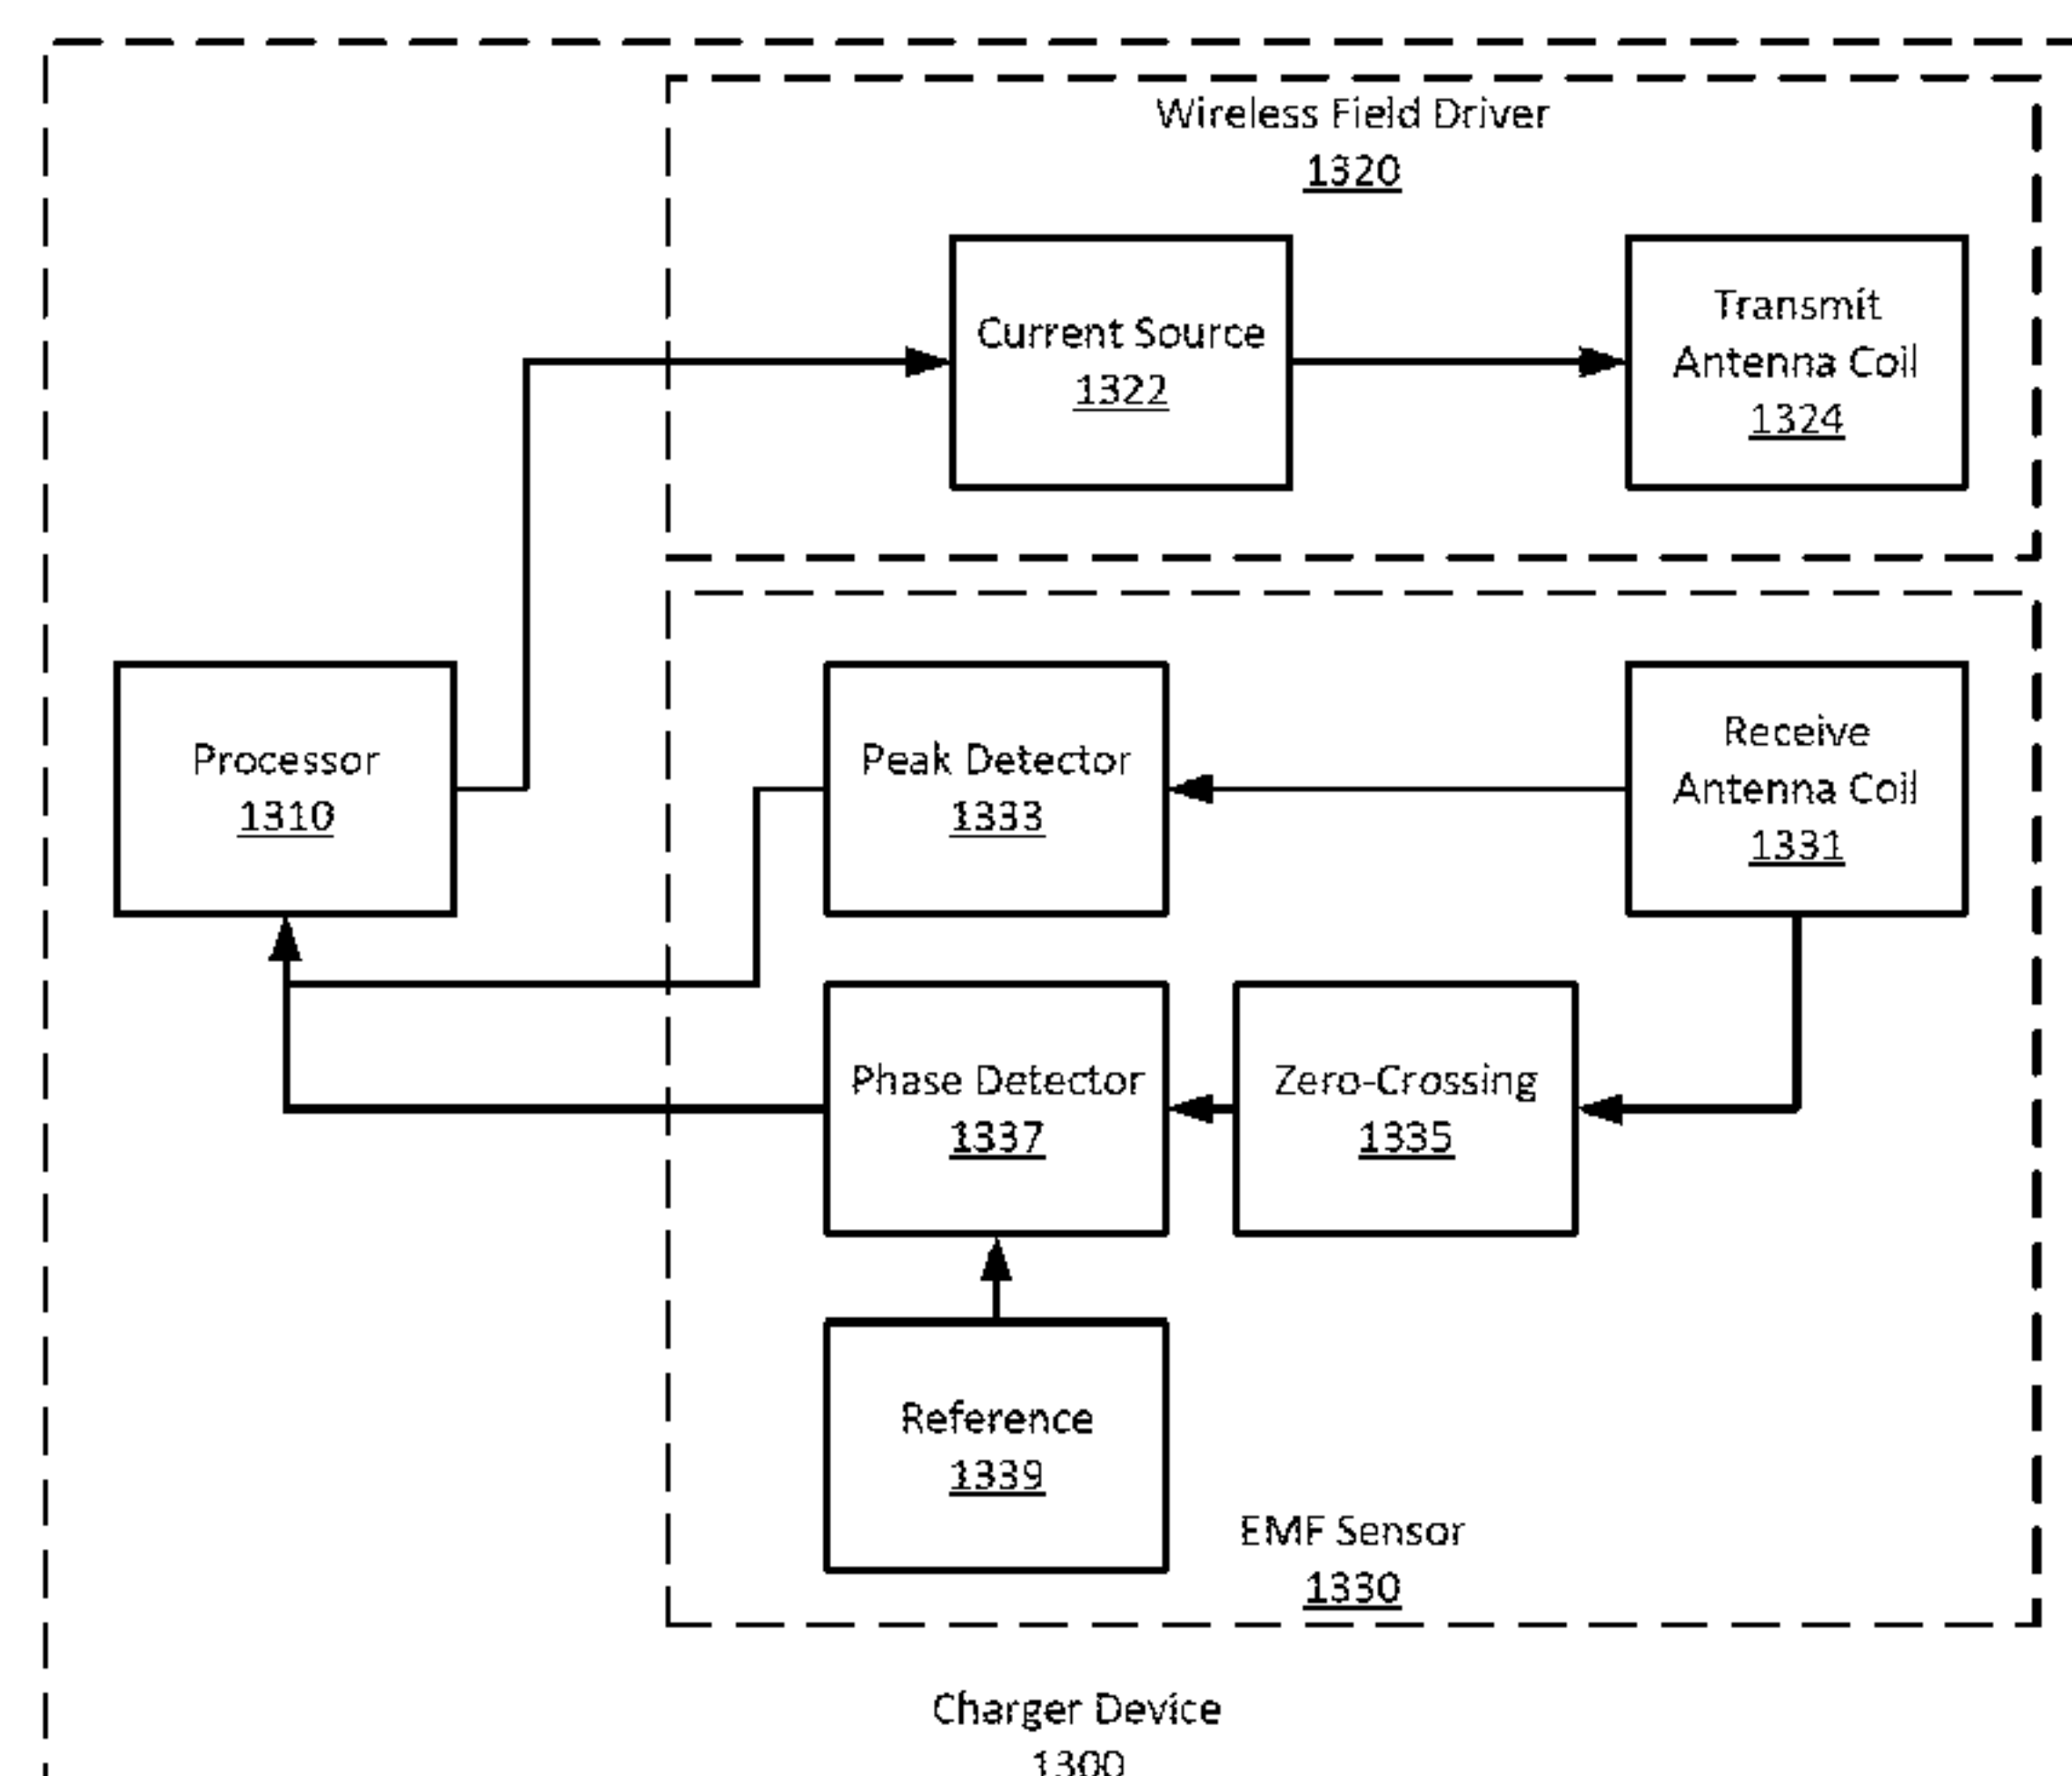 Wireless Field Driver
1320
Current Source
1322
Transmit
Antenna Coil
1324
Processor
1310
Peak Detector
1333
Receive
Antenna Coil
1331
Phase Detector
1337
Zero-Crossing
1335
Reference
1339
EMF Sensor
1330
Charger Device
1300